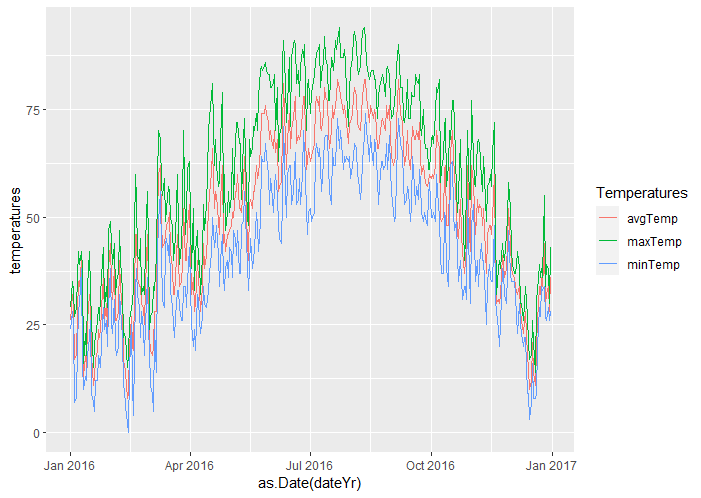 temperatures
75
50
25
0
Jan 2016
Apr 2016
Jul 2016
Oct 2016
Jan 2017
as.Date(dateYr)
Temperatures
avgTemp
maxTemp
minTemp